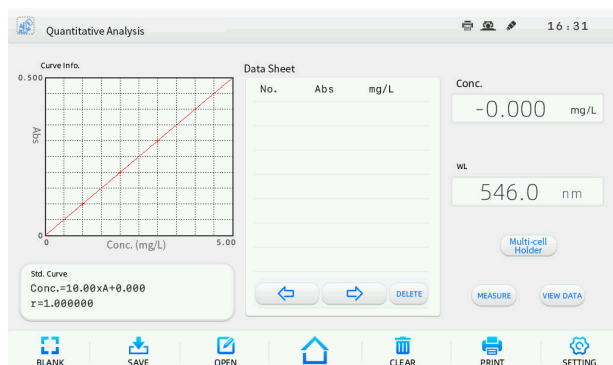 Quantitative Analysis
16:31
Curve Info.
0.500
Abs
0
0
Conc. (mg/L)
5.00
Std. Curve
Conc.=10.00xA+0.000
r=1.000000
Data Sheet
No. Abs mg/L
DELETE
Conc.
-0.000 mg/L
WL
546.0 nm
Multi-cell
Holder
MEASURE
VIEW DATA
BLANK
SAVE
OPEN
CLEAR
PRINT
SETTING